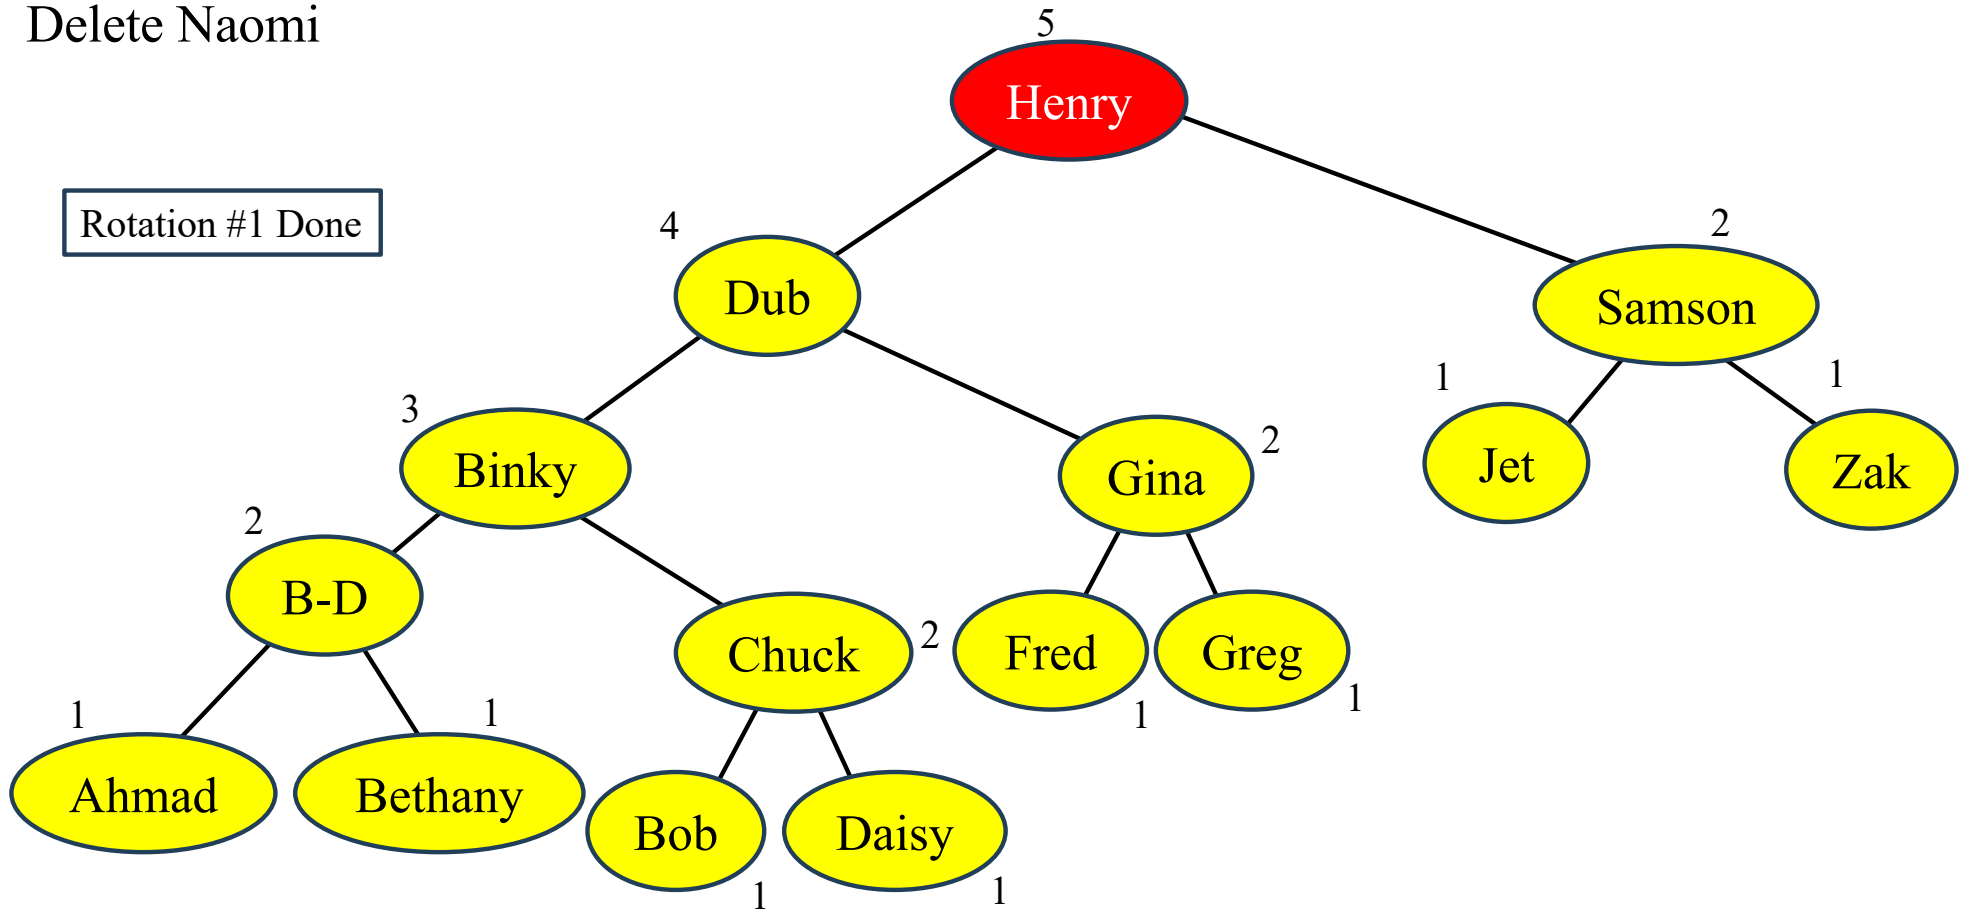 Delete Naomi
5
Henry
Rotation #1 Done
4
2
Dub
Samson
1
1
3
2
Binky
Gina
Jet
Zak
2
B-D
Chuck
2
Fred
Greg
1
1
1
1
Ahmad
Bethany
Bob
Daisy
1
1